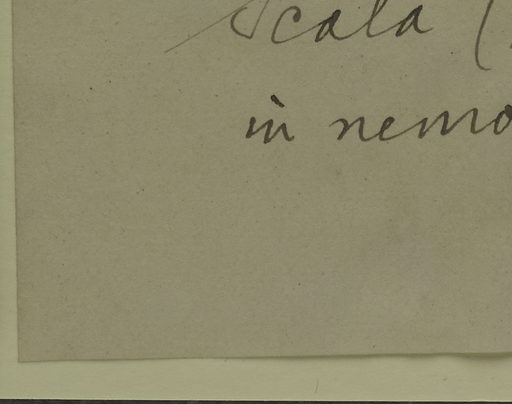 Scala (
in nemo